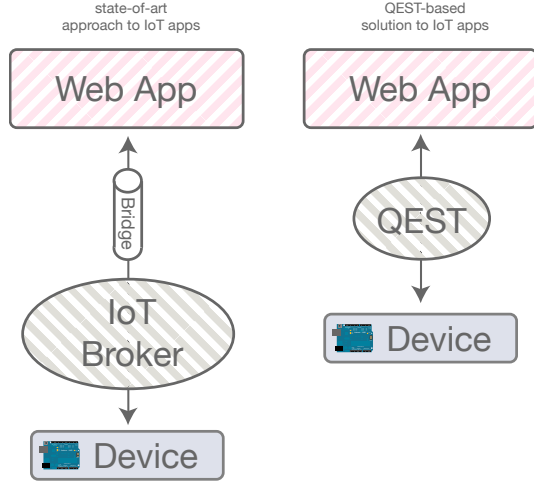 state-of-art
approach to IoT apps
Web App
Bridge
IoT
Broker
Device
QEST-based
solution to IoT apps
Web App
QEST
Device